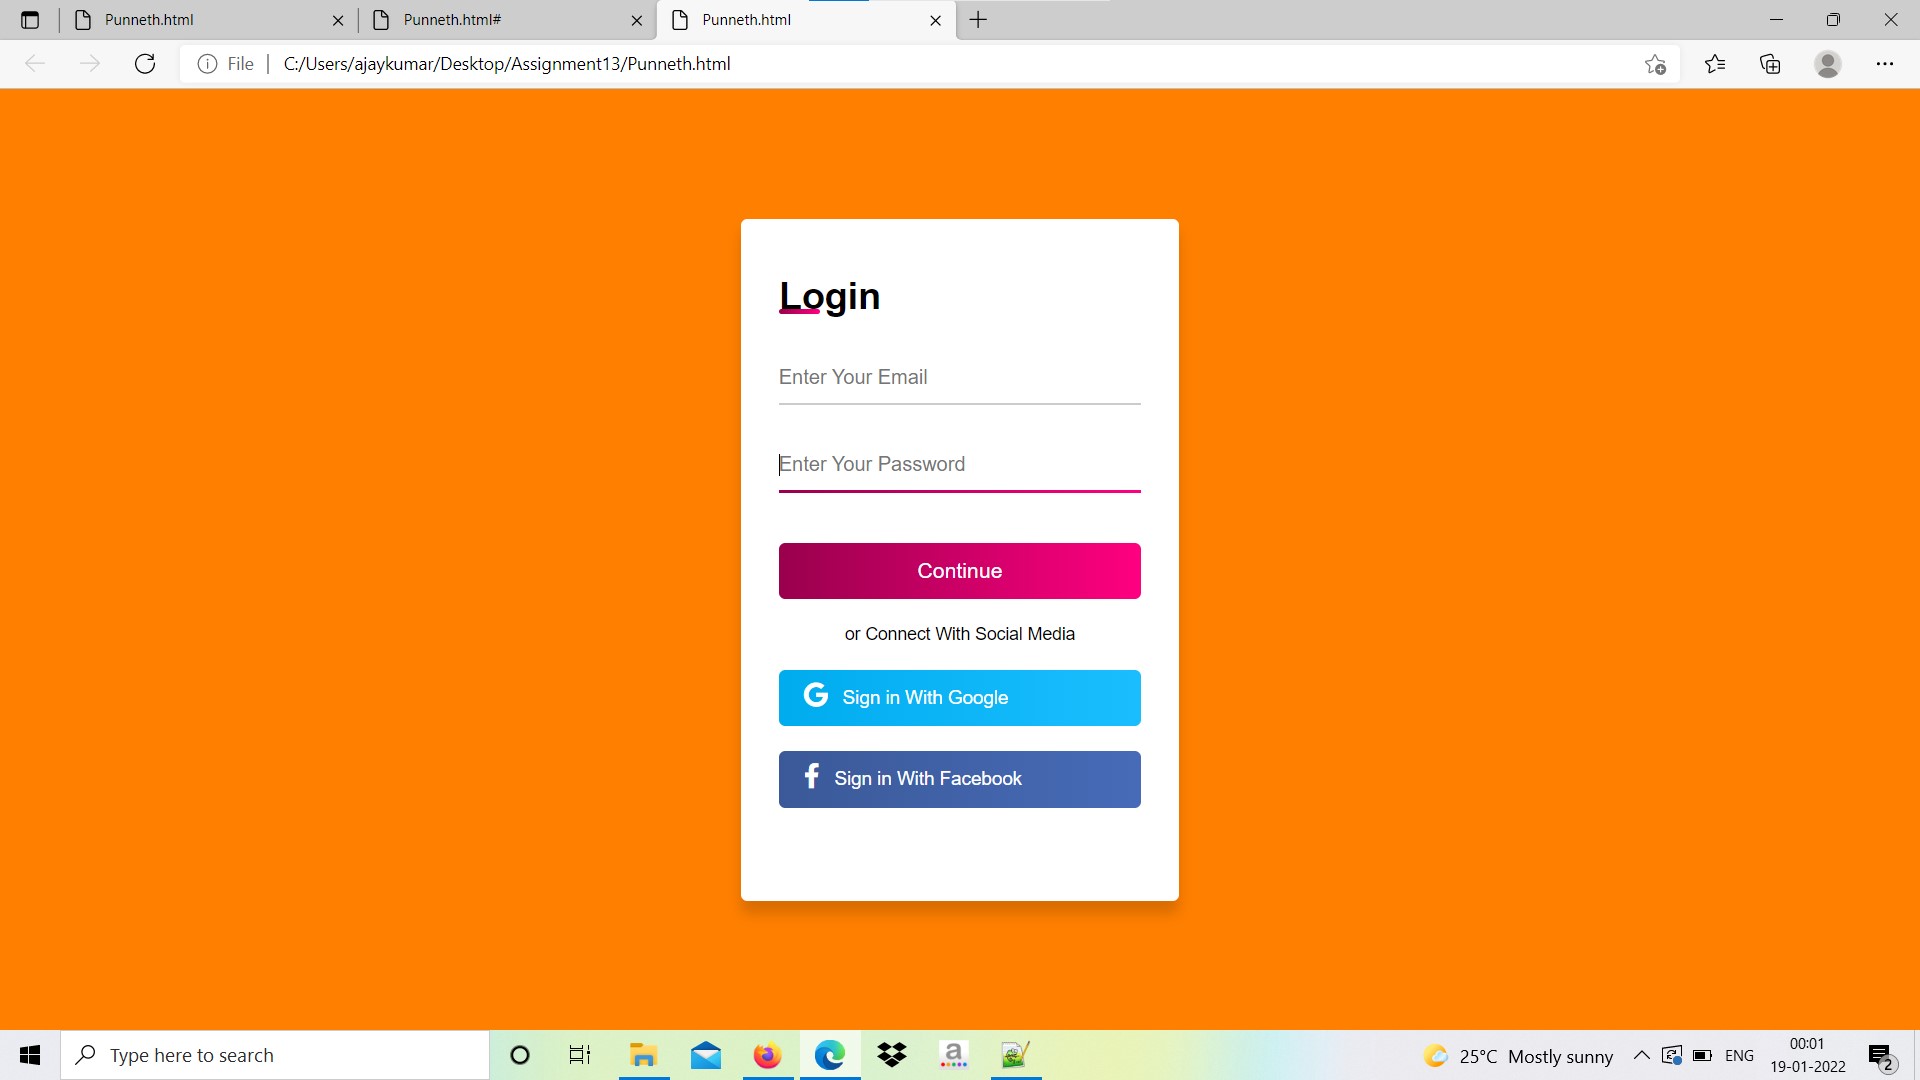 Punneth.html
Punneth.html#
Punneth.html
File
C:/Users/ajaykumar/Desktop/Assignment13/Punneth.html
Login
Enter Your Email
Enter Your Password
Continue
or Connect With Social Media
G Sign in With Google
f Sign in With Facebook
Type here to search
a
25°C Mostly sunny
ENG
00:01
19-01-2022
2